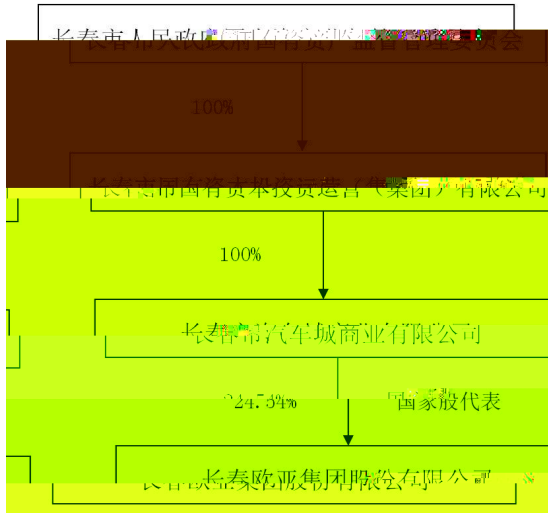 长春市人民政府国有资产监督管理委员会
100%
长春市国有资本投资运营（集团）有限公司
100%
长春市汽车城商业有限公司
24.54% 国家股代表
长春欧亚集团股份有限公司